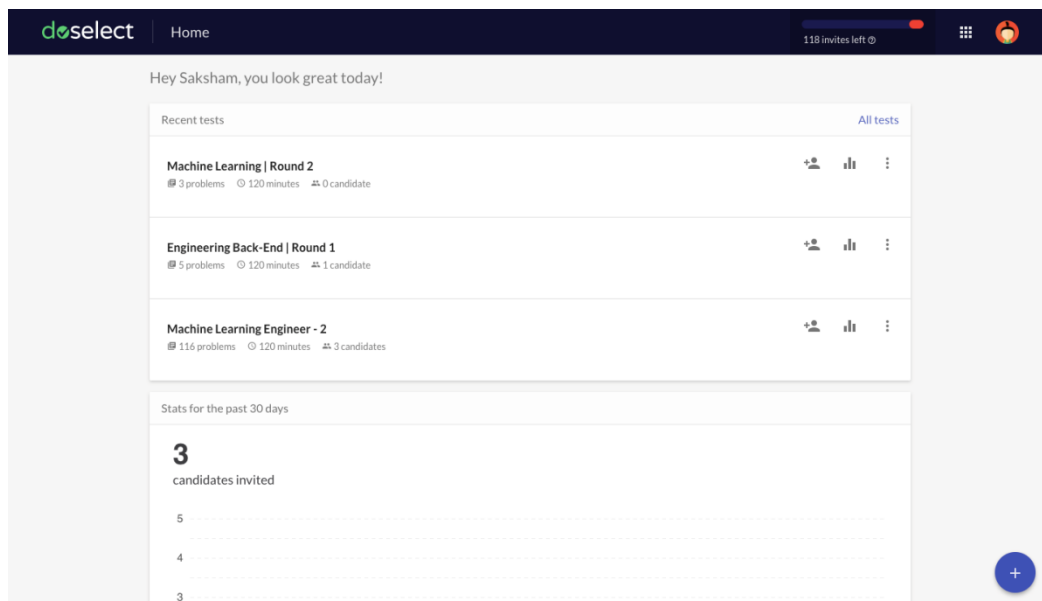 doselect
Home
118 invites left
Hey Saksham, you look great today!
Recent tests
All tests
Machine Learning | Round 2
3 problems 120 minutes 0 candidate
Engineering Back-End | Round 1
5 problems 120 minutes 1 candidate
Machine Learning Engineer - 2
116 problems 120 minutes 3 candidates
Stats for the past 30 days
3
candidates invited
5
4
3